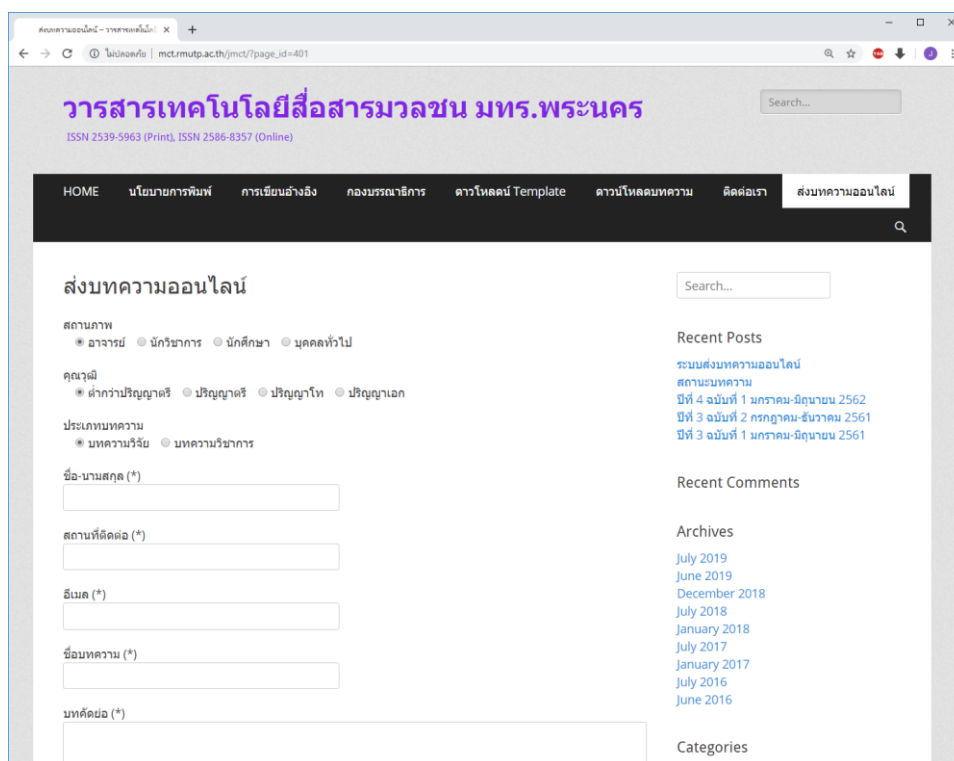 ส่งบทความออนไลน์ – วารสารเทคโนโล
ไม่ปลอดภัย | mct.rmutp.ac.th/jmct/?page_id=401
วารสารเทคโนโลยีสื่อสารมวลชน มทร.พระนคร
Search...
ISSN 2539-5963 (Print), ISSN 2586-8357 (Online)
HOME นโยบายการพิมพ์ การเขียนอ้างอิง กองบรรณาธิการ ดาวโหลดน์ Template ดาวน์โหลดบทความ ติดต่อเรา ส่งบทความออนไลน์
ส่งบทความออนไลน์
สถานภาพ
อาจารย์ นักวิชาการ นักศึกษา บุคคลทั่วไป
คุณวุฒิ
ต่ำกว่าปริญญาตรี ปริญญาตรี ปริญญาโท ปริญญาเอก
ประเภทบทความ
บทความวิจัย บทความวิชาการ
ชื่อ-นามสกุล (*)
สถานที่ติดต่อ (*)
อีเมล (*)
ชื่อบทความ (*)
บทคัดย่อ (*)
Search...
Recent Posts
ระบบส่งบทความออนไลน์
สถานะบทความ
ปีที่ 4 ฉบับที่ 1 มกราคม-มิถุนายน 2562
ปีที่ 3 ฉบับที่ 2 กรกฎาคม-ธันวาคม 2561
ปีที่ 3 ฉบับที่ 1 มกราคม-มิถุนายน 2561
Recent Comments
Archives
July 2019
June 2019
December 2018
July 2018
January 2018
July 2017
January 2017
July 2016
June 2016
Categories